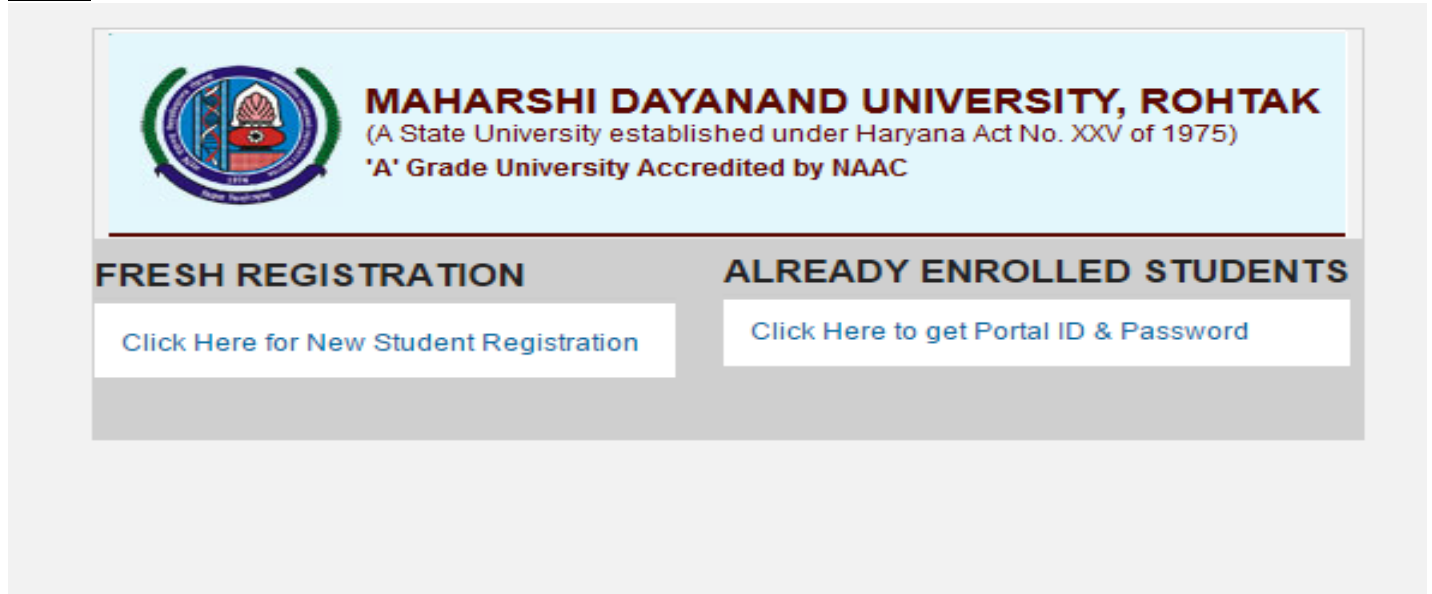 MAHARSHI DAYANAND UNIVERSITY, ROHTAK
(A State University established under Haryana Act No. XXV of 1975)
'A' Grade University Accredited by NAAC
FRESH REGISTRATION
Click Here for New Student Registration
ALREADY ENROLLED STUDENTS
Click Here to get Portal ID & Password